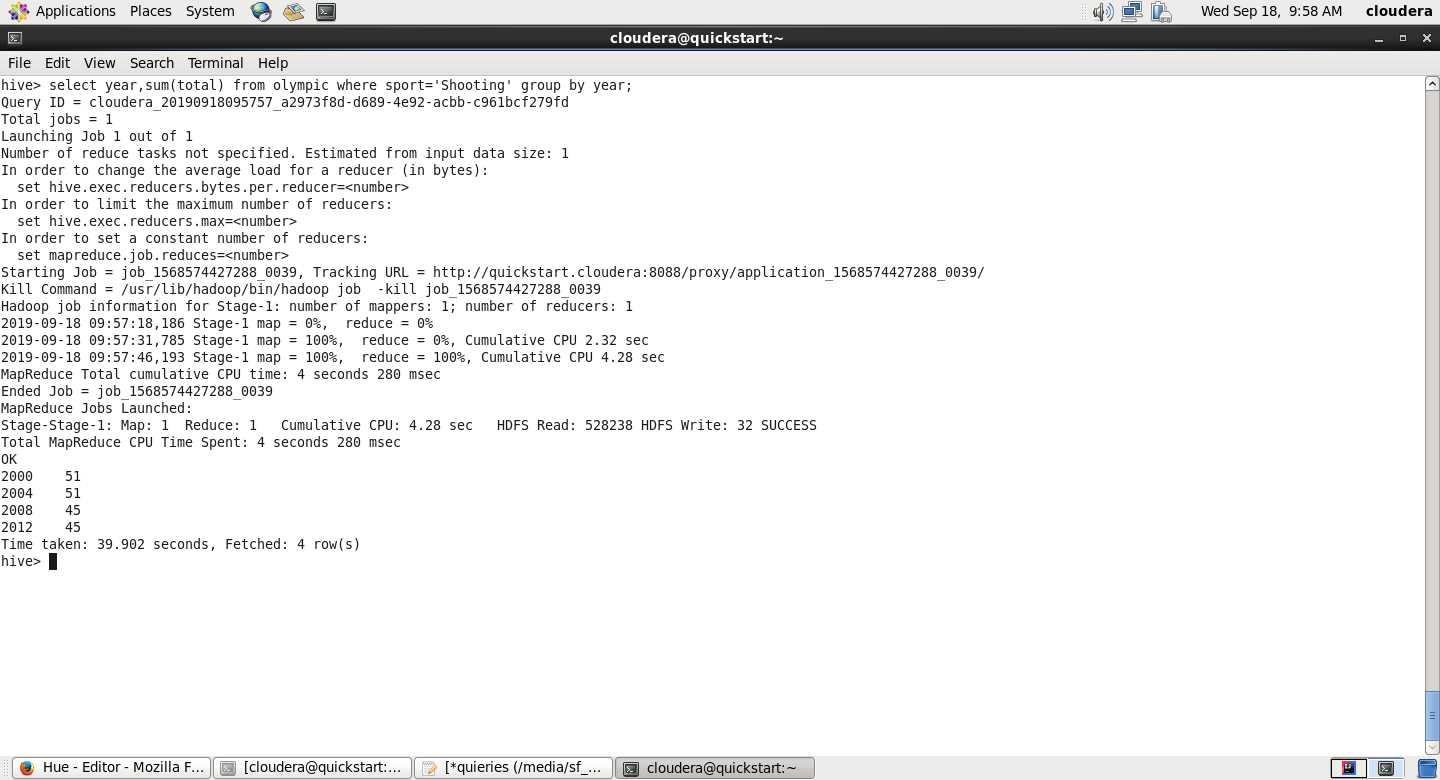 Applications Places System Wed Sep 18, 9:58 AM cloudera
cloudera@quickstart:~
File Edit View Search Terminal Help
hive> select year,sum(total) from olympic where sport='Shooting' group by year;
Query ID = cloudera_20190918095757_a2973f8d-d689-4e92-acbb-c961bcf279fd
Total jobs = 1
Launching Job 1 out of 1
Number of reduce tasks not specified. Estimated from input data size: 1
In order to change the average load for a reducer (in bytes):
  set hive.exec.reducers.bytes.per.reducer=<number>
In order to limit the maximum number of reducers:
  set hive.exec.reducers.max=<number>
In order to set a constant number of reducers:
  set mapreduce.job.reduces=<number>
Starting Job = job_1568574427288_0039, Tracking URL = http://quickstart.cloudera:8088/proxy/application_1568574427288_0039/
Kill Command = /usr/lib/hadoop/bin/hadoop job  -kill job_1568574427288_0039
Hadoop job information for Stage-1: number of mappers: 1; number of reducers: 1
2019-09-18 09:57:18,186 Stage-1 map = 0%,  reduce = 0%
2019-09-18 09:57:31,785 Stage-1 map = 100%,  reduce = 0%, Cumulative CPU 2.32 sec
2019-09-18 09:57:46,193 Stage-1 map = 100%,  reduce = 100%, Cumulative CPU 4.28 sec
MapReduce Total cumulative CPU time: 4 seconds 280 msec
Ended Job = job_1568574427288_0039
MapReduce Jobs Launched:
Stage-Stage-1: Map: 1  Reduce: 1   Cumulative CPU: 4.28 sec   HDFS Read: 528238 HDFS Write: 32 SUCCESS
Total MapReduce CPU Time Spent: 4 seconds 280 msec
OK
2000    51
2004    51
2008    45
2012    45
Time taken: 39.902 seconds, Fetched: 4 row(s)
hive>
Hue - Editor - Mozilla F... [cloudera@quickstart:... [*quieries (/media/sf_... cloudera@quickstart:~